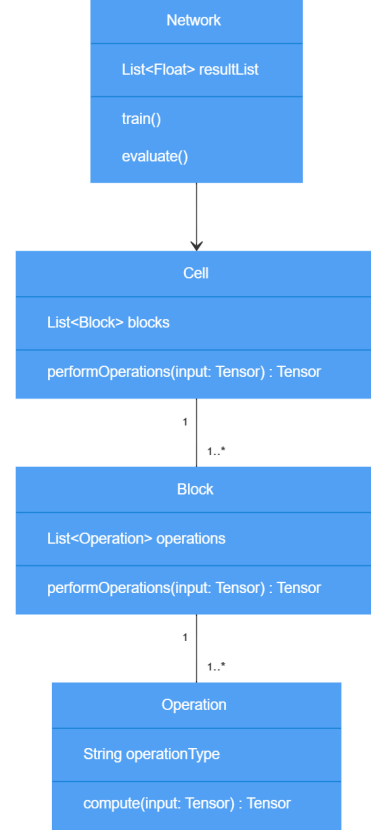 Network
List<Float> resultList
train()
evaluate()
Cell
List<Block> blocks
performOperations(input: Tensor) : Tensor
1
1..*
Block
List<Operation> operations
performOperations(input: Tensor) : Tensor
1
1..*
Operation
String operationType
compute(input: Tensor) : Tensor